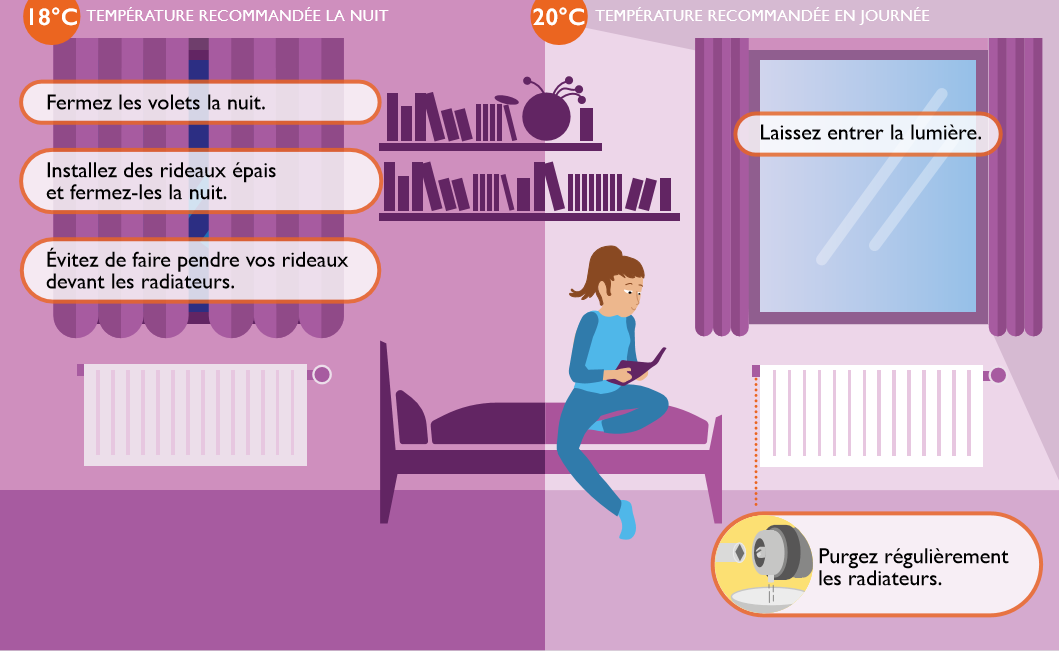 18°C TEMPÉRATURE RECOMMANDÉE LA NUIT
Fermez les volets la nuit.
Installez des rideaux épais
et fermez-les la nuit.
Évitez de faire pendre vos rideaux
devant les radiateurs.
20°C TEMPÉRATURE RECOMMANDÉE EN JOURNÉE
Laissez entrer la lumière.
Purgez régulièrement
les radiateurs.